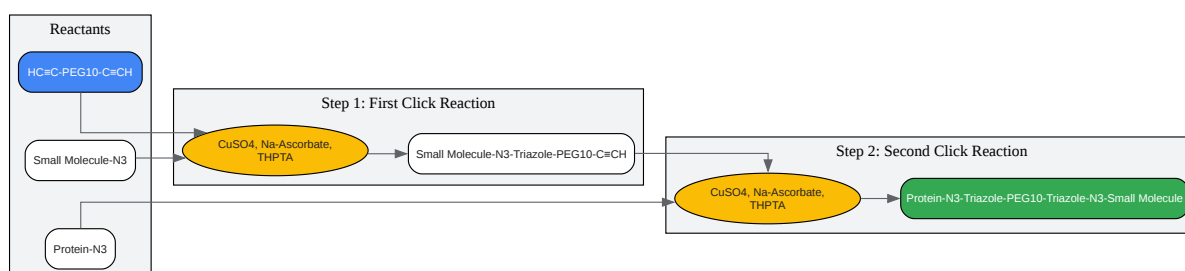 Reactants
HC≡C-PEG10-C≡CH
Small Molecule-N3
Protein-N3
Step 1: First Click Reaction
CuSO4, Na-Ascorbate,
THPTA
Small Molecule-N3-Triazole-PEG10-C≡CH
Step 2: Second Click Reaction
CuSO4, Na-Ascorbate,
THPTA
Protein-N3-Triazole-PEG10-Triazole-N3-Small Molecule